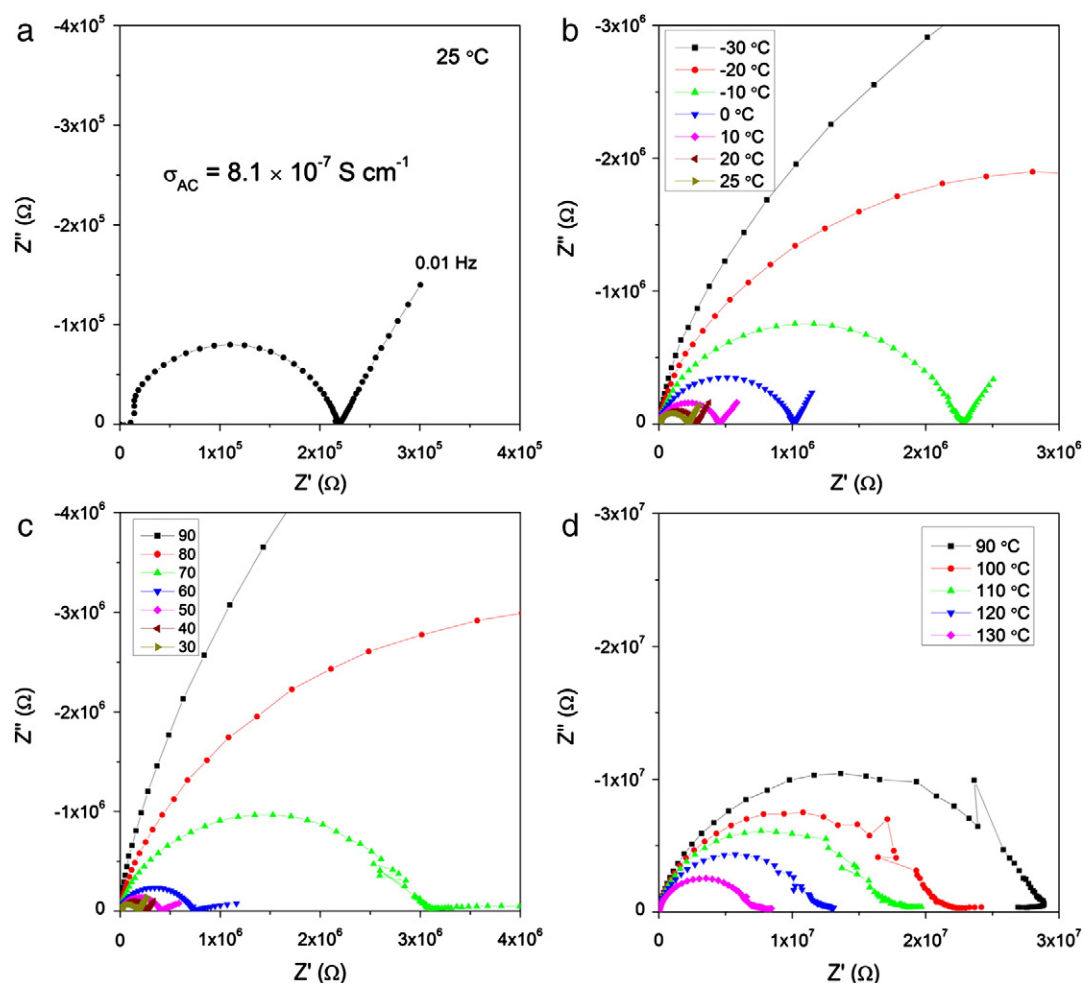 a
25 °C
σAC = 8.1 × 10-7 S cm-1
0.01 Hz
-4x10^5
-3x10^5
-2x10^5
-1x10^5
0
Z'' (Ω)
0 1x10^5 2x10^5 3x10^5 4x10^5
Z' (Ω)
b
-30 °C
-20 °C
-10 °C
0 °C
10 °C
20 °C
25 °C
-3x10^6
-2x10^6
-1x10^6
0
Z'' (Ω)
0 1x10^6 2x10^6 3x10^6
Z' (Ω)
c
90
80
70
60
50
40
30
-4x10^6
-3x10^6
-2x10^6
-1x10^6
0
Z'' (Ω)
0 1x10^6 2x10^6 3x10^6 4x10^6
Z' (Ω)
d
90 °C
100 °C
110 °C
120 °C
130 °C
-3x10^7
-2x10^7
-1x10^7
0
Z'' (Ω)
0 1x10^7 2x10^7 3x10^7
Z' (Ω)